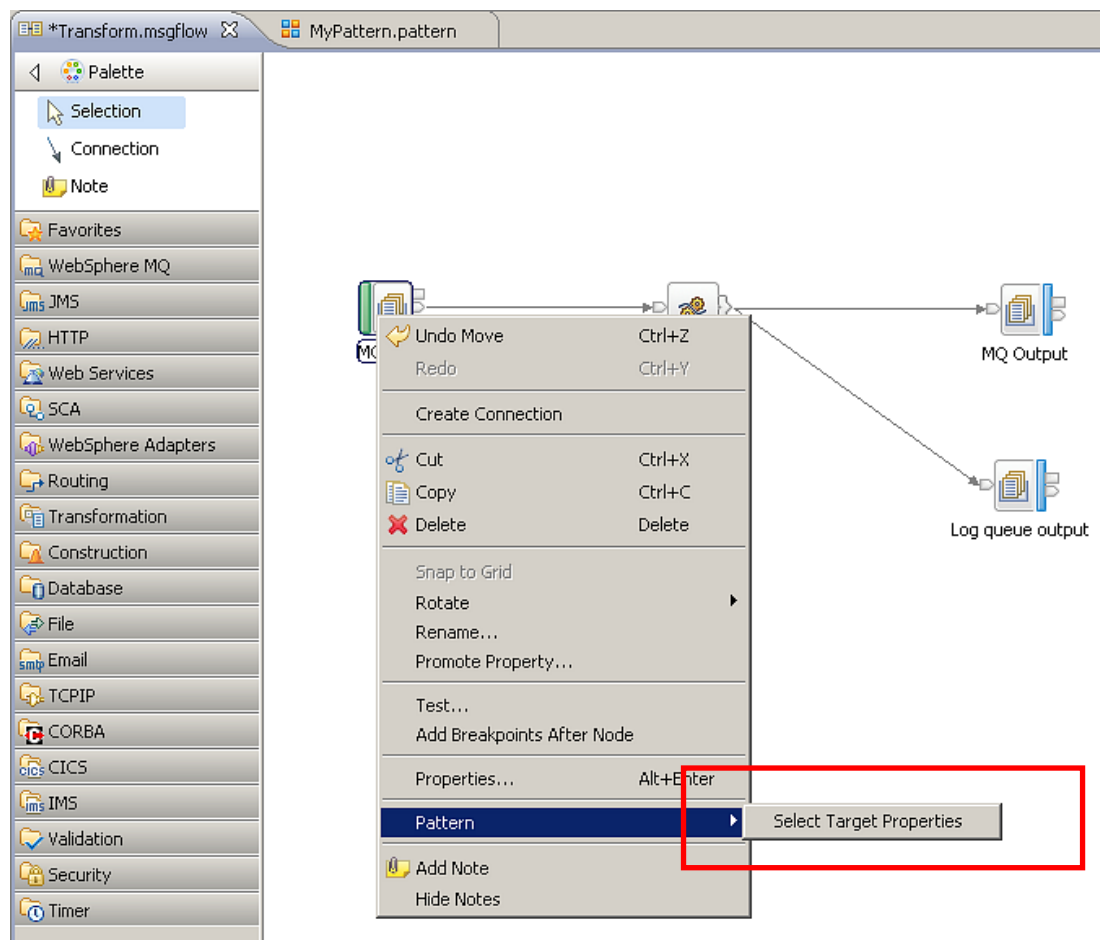 *Transform.msgflow
MyPattern.pattern
Palette
Selection
Connection
Note
Favorites
WebSphere MQ
JMS
HTTP
Web Services
SCA
WebSphere Adapters
Routing
Transformation
Construction
Database
File
Email
TCPIP
CORBA
CICS
IMS
Validation
Security
Timer
MQ Output
Log queue output
Undo Move Ctrl+Z
Redo Ctrl+Y
Create Connection
Cut Ctrl+X
Copy Ctrl+C
Delete Delete
Snap to Grid
Rotate
Rename...
Promote Property...
Test...
Add Breakpoints After Node
Properties... Alt+Enter
Pattern
Select Target Properties
Add Note
Hide Notes